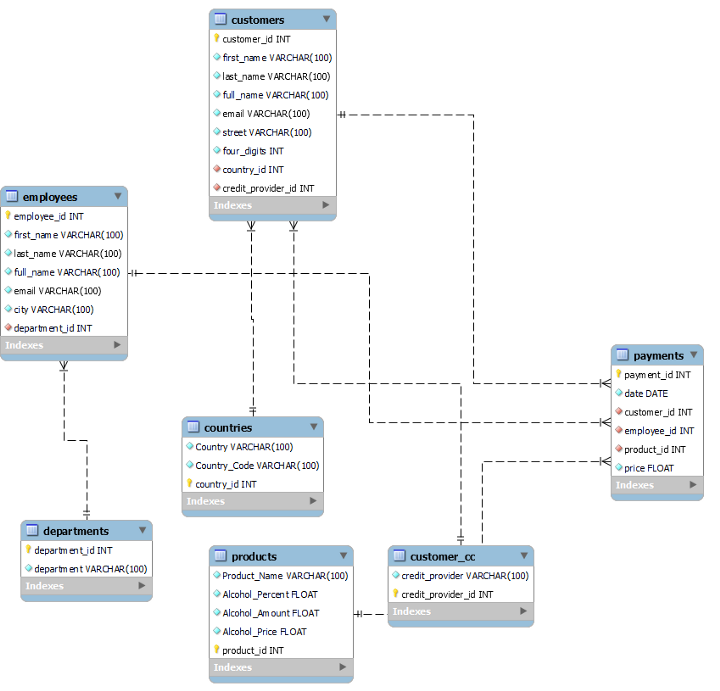 customers
customer_id INT
first_name VARCHAR(100)
last_name VARCHAR(100)
full_name VARCHAR(100)
email VARCHAR(100)
street VARCHAR(100)
four_digits INT
country_id INT
credit_provider_id INT
Indexes
employees
employee_id INT
first_name VARCHAR(100)
last_name VARCHAR(100)
full_name VARCHAR(100)
email VARCHAR(100)
city VARCHAR(100)
department_id INT
Indexes
payments
payment_id INT
date DATE
customer_id INT
employee_id INT
product_id INT
price FLOAT
Indexes
countries
Country VARCHAR(100)
Country_Code VARCHAR(100)
country_id INT
Indexes
departments
department_id INT
department VARCHAR(100)
Indexes
products
Product_Name VARCHAR(100)
Alcohol_Percent FLOAT
Alcohol_Amount FLOAT
Alcohol_Price FLOAT
product_id INT
Indexes
customer_cc
credit_provider VARCHAR(100)
credit_provider_id INT
Indexes